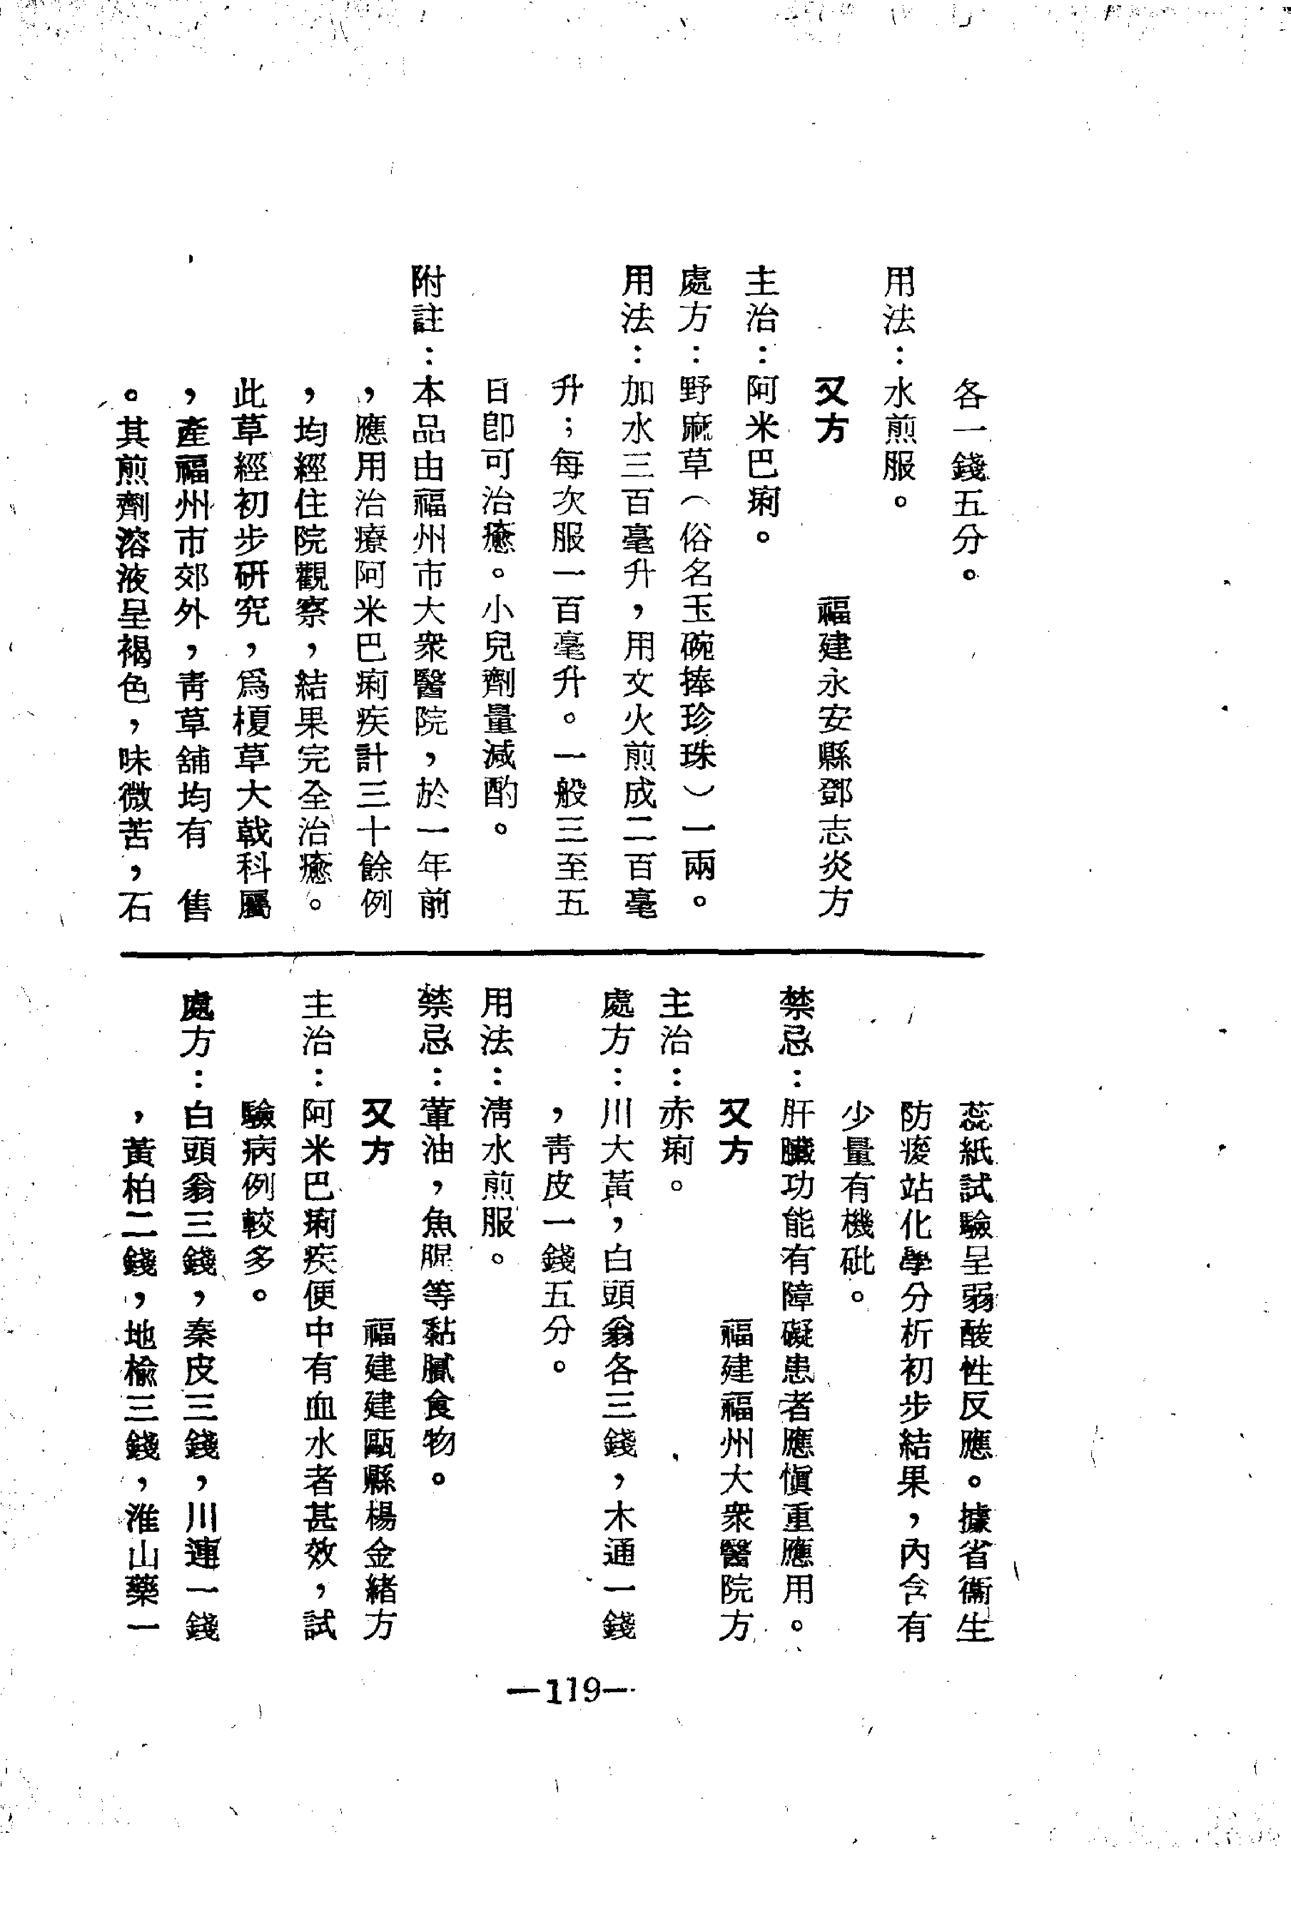 各一錢五分。
用法：水煎服。
又方　福建永安縣鄧志炎方
主治：阿米巴痢。
處方：野麻草（俗名玉碗捧珍珠）一兩。
用法：加水三百毫升，用文火煎成二百毫
升；每次服一百毫升。一般三至五
日卽可治癒。小兒劑量減酌。
附註：本品由福州市大衆醫院，於一年前
，應用治療阿米巴痢疾計三十餘例
，均經住院觀察，結果完全治癒。
此草經初步研究，爲榎草大戟科屬
，產福州市郊外，靑草舖均有　售
。其煎劑溶液呈褐色，味微苦，石
蕊紙試驗呈弱酸性反應。據省衞生
防疫站化學分析初步結果，內含有
少量有機砒。
禁忌：肝臟功能有障礙患者應愼重應用。
又方　福建福州大衆醫院方
主治：赤痢。
處方：川大黃，白頭翁各三錢，木通一錢
，靑皮一錢五分。
用法：淸水煎服。
禁忌：葷油，魚腥等黏膩食物。
又方　福建建甌縣楊金緒方
主治：阿米巴痢疾便中有血水者甚效，試
驗病例較多。
處方：白頭翁三錢，秦皮三錢，川連一錢
，黃柏二錢，地楡三錢，淮山藥一
—119—